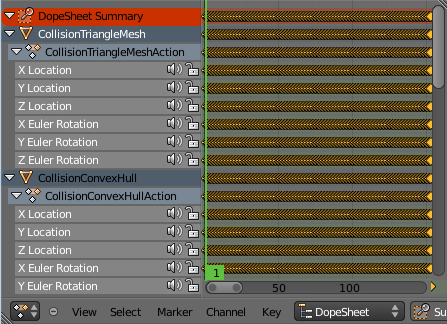 DopeSheet Summary
CollisionTriangleMesh
CollisionTriangleMeshAction
X Location
Y Location
Z Location
X Euler Rotation
Y Euler Rotation
Z Euler Rotation
CollisionConvexHull
CollisionConvexHullAction
X Location
Y Location
Z Location
X Euler Rotation
1
Y Euler Rotation 50 100
View Select Marker Channel Key DopeSheet